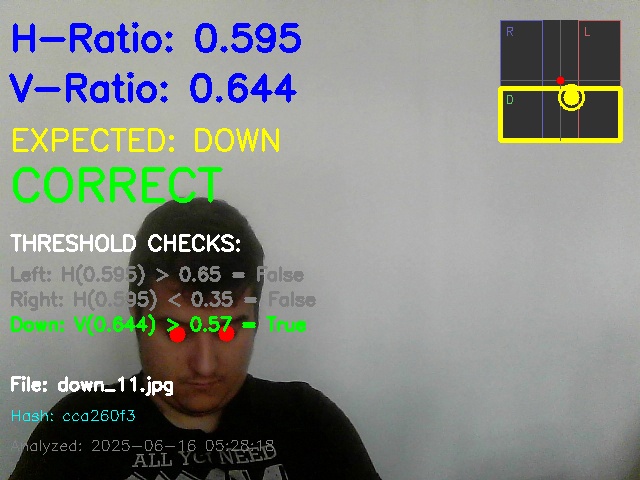 H-Ratio: 0.595
V-Ratio: 0.644
EXPECTED: DOWN
CORRECT
THRESHOLD CHECKS:
Left: H(0.595) > 0.65 = False
Right: H(0.595) < 0.35 = False
Down: V(0.644) > 0.57 = True
File: down_11.jpg
Hash: cca260f3
Analyzed: 2025-06-16 05:28:18
R L
D
ALL YOU NEED